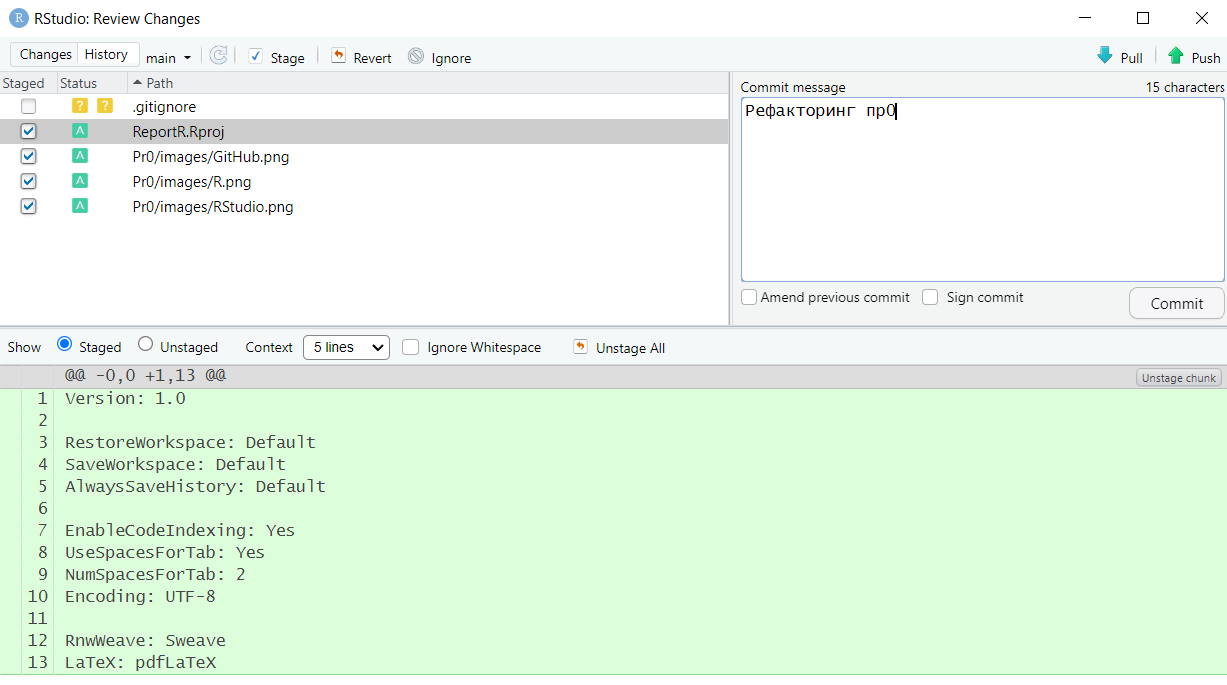 R RStudio: Review Changes
Changes History main Stage Revert Ignore Pull Push
Staged Status Path
? ? .gitignore
A ReportR.Rproj
A Pr0/images/GitHub.png
A Pr0/images/R.png
A Pr0/images/RStudio.png
Commit message 15 characters
Рефакторинг пр0
Amend previous commit Sign commit Commit
Show Staged Unstaged Context 5 lines Ignore Whitespace Unstage All
@@ -0,0 +1,13 @@ Unstage chunk
1 Version: 1.0
2
3 RestoreWorkspace: Default
4 SaveWorkspace: Default
5 AlwaysSaveHistory: Default
6
7 EnableCodeIndexing: Yes
8 UseSpacesForTab: Yes
9 NumSpacesForTab: 2
10 Encoding: UTF-8
11
12 RnwWeave: Sweave
13 LaTeX: pdfLaTeX